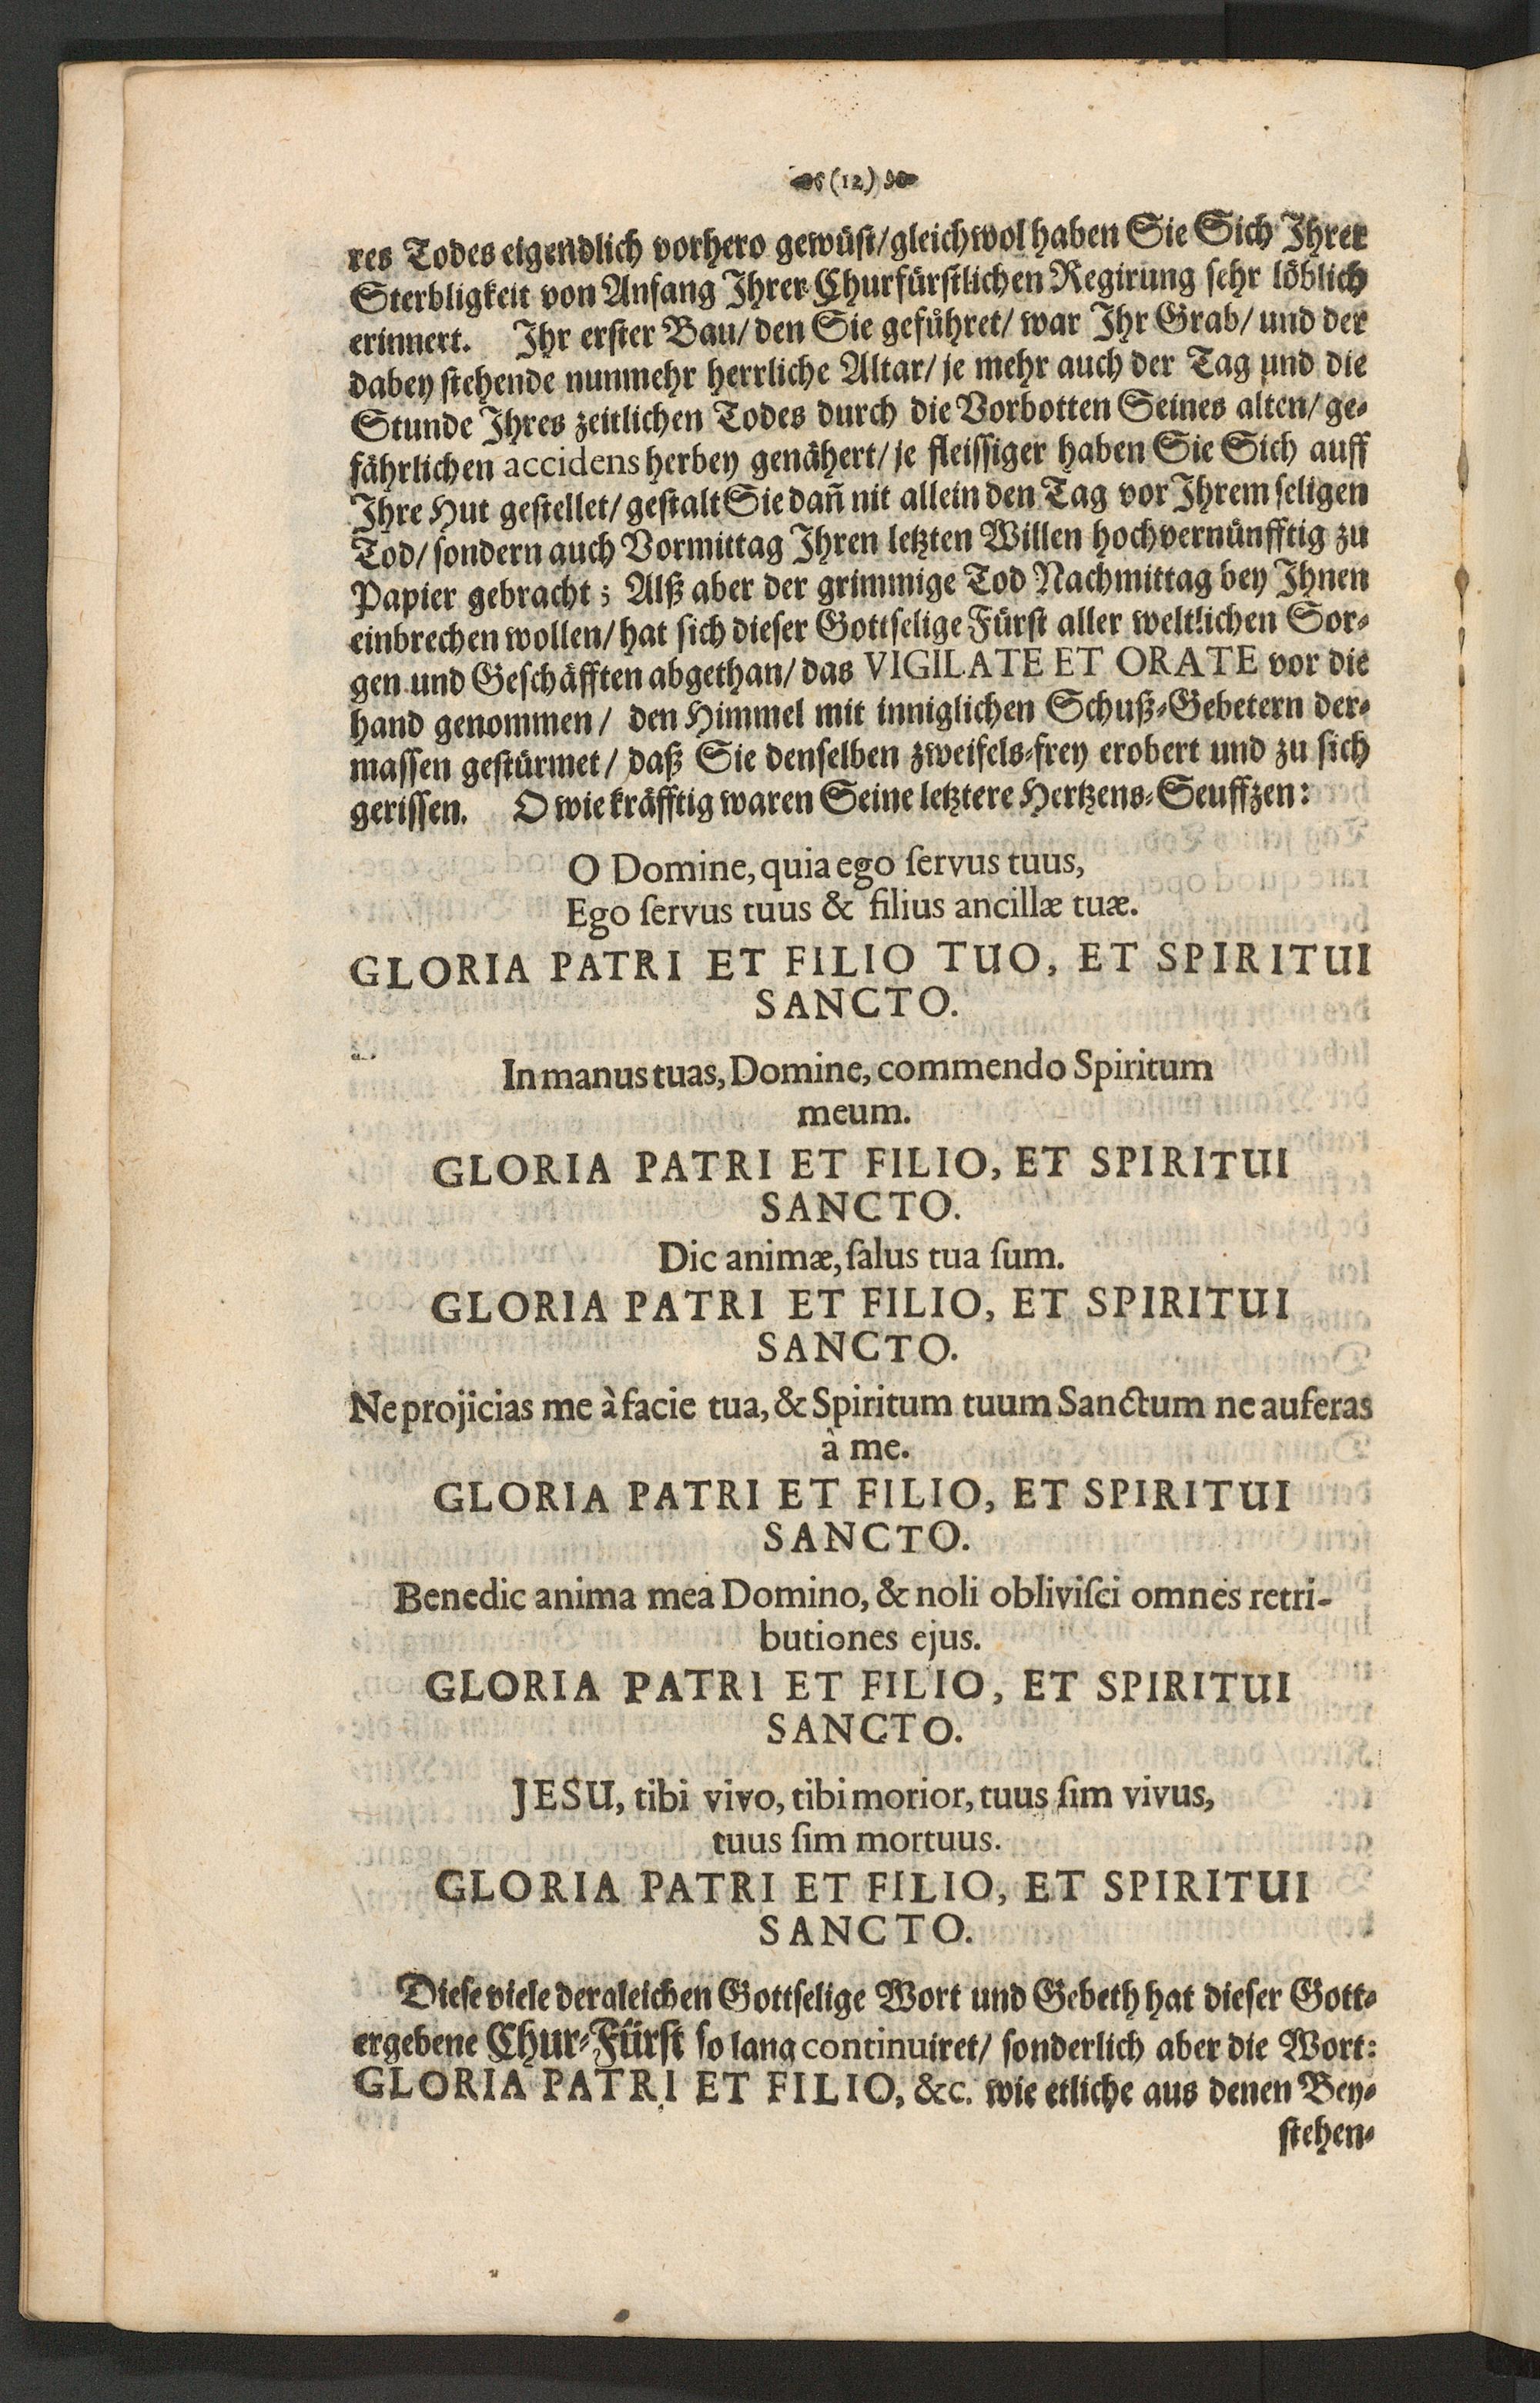 (12)
res Todes eigendlich vorhero gewüst/gleichwol haben Sie Sich Ihrer
Sterbligkeit von Anfang Ihrer Churfürstlichen Regirung sehr löblich
erinnert. Ihr erster Bau/ den Sie geführet/ war Ihr Grab/ und der
dabey stehende nunmehr herrliche Altar/ je mehr auch der Tag und die
Stunde Ihres zeitlichen Todes durch die Vorbotten Seines alten/ ge-
fährlichen accidens herbey genähert/ je fleissiger haben Sie Sich auff
Ihre Hut gestellet/ gestalt Sie dañ nit allein den Tag vor Ihrem seligen
Tod/ sondern auch Vormittag Ihren letzten Willen hochvernünfftig zu
Papier gebracht; Alß aber der grimmige Tod Nachmittag bey Ihnen
einbrechen wollen/ hat sich dieser Gottselige Fürst aller weltlichen Sor-
gen und Geschäfften abgethan/ das VIGILATE ET ORATE vor die
hand genommen/ den Himmel mit inniglichen Schuß-Gebetern der-
massen gestürmet/ daß Sie denselben zweifels-frey erobert und zu sich
gerissen. O wie kräfftig waren Seine letztere Hertzens-Seuffzen:
O Domine, quia ego ſervus tuus,
Ego ſervus tuus & filius ancillæ tuæ.
GLORIA PATRI ET FILIO TUO, ET SPIRITUI
SANCTO.
In manus tuas, Domine, commendo Spiritum
meum.
GLORIA PATRI ET FILIO, ET SPIRITUI
SANCTO.
Dic animæ, ſalus tua ſum.
GLORIA PATRI ET FILIO, ET SPIRITUI
SANCTO.
Ne projicias me à facie tua, & Spiritum tuum Sanctum ne auferas
à me.
GLORIA PATRI ET FILIO, ET SPIRITUI
SANCTO.
Benedic anima mea Domino, & noli obliviſci omnes retri-
butiones ejus.
GLORIA PATRI ET FILIO, ET SPIRITUI
SANCTO.
JESU, tibi vivo, tibi morior, tuus ſim vivus,
tuus ſim mortuus.
GLORIA PATRI ET FILIO, ET SPIRITUI
SANCTO.
Diese viele dergleichen Gottselige Wort und Gebeth hat dieser Gott-
ergebene Chur-Fürst so lang continuiret/ sonderlich aber die Wort:
GLORIA PATRI ET FILIO, &c. wie etliche aus denen Bey-
stehen-